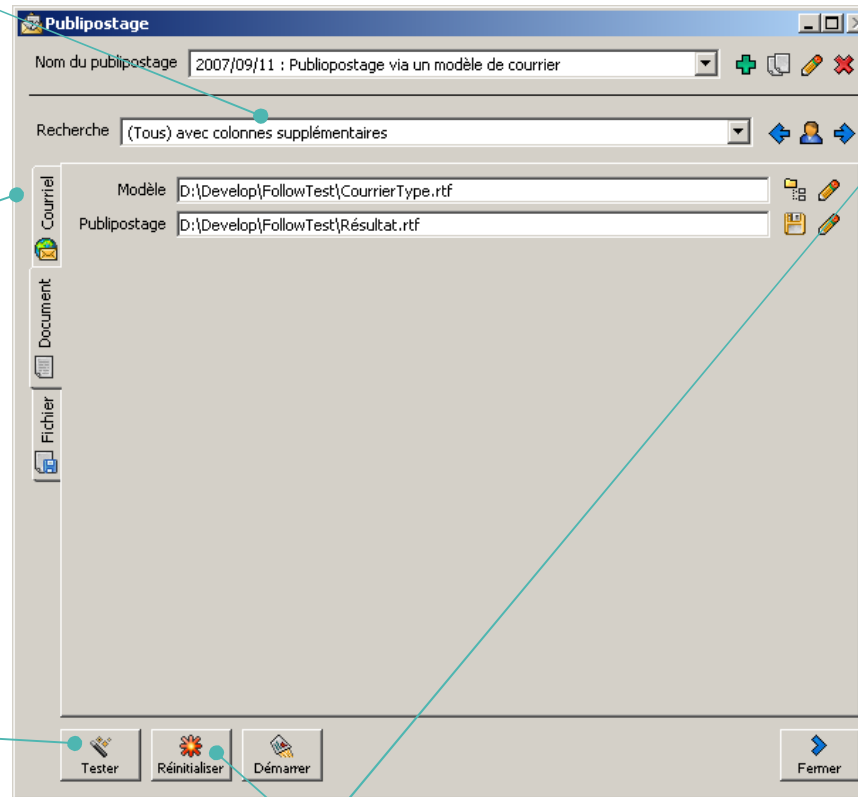 Publipostage
Nom du publipostage 2007/09/11 : Publiopostage via un modèle de courrier
Recherche (Tous) avec colonnes supplémentaires
Courriel
Modèle D:\Develop\FollowTest\CourrierType.rtf
Publipostage D:\Develop\FollowTest\Résultat.rtf
Document
Fichier
Tester Réinitialiser Démarrer Fermer